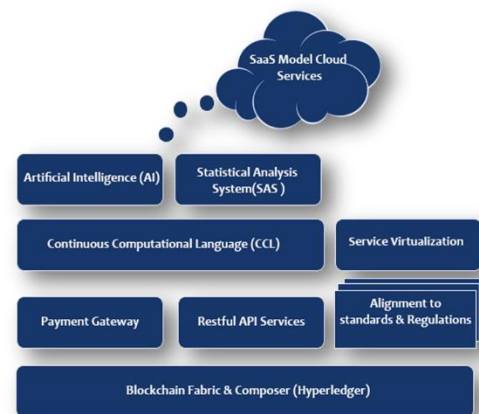 SaaS Model Cloud
Services
Artificial Intelligence (AI)
Statistical Analysis
System(SAS )
Continuous Computational Language (CCL)
Service Virtualization
Payment Gateway
Restful API Services
Alignment to
standards & Regulations
Blockchain Fabric & Composer (Hyperledger)